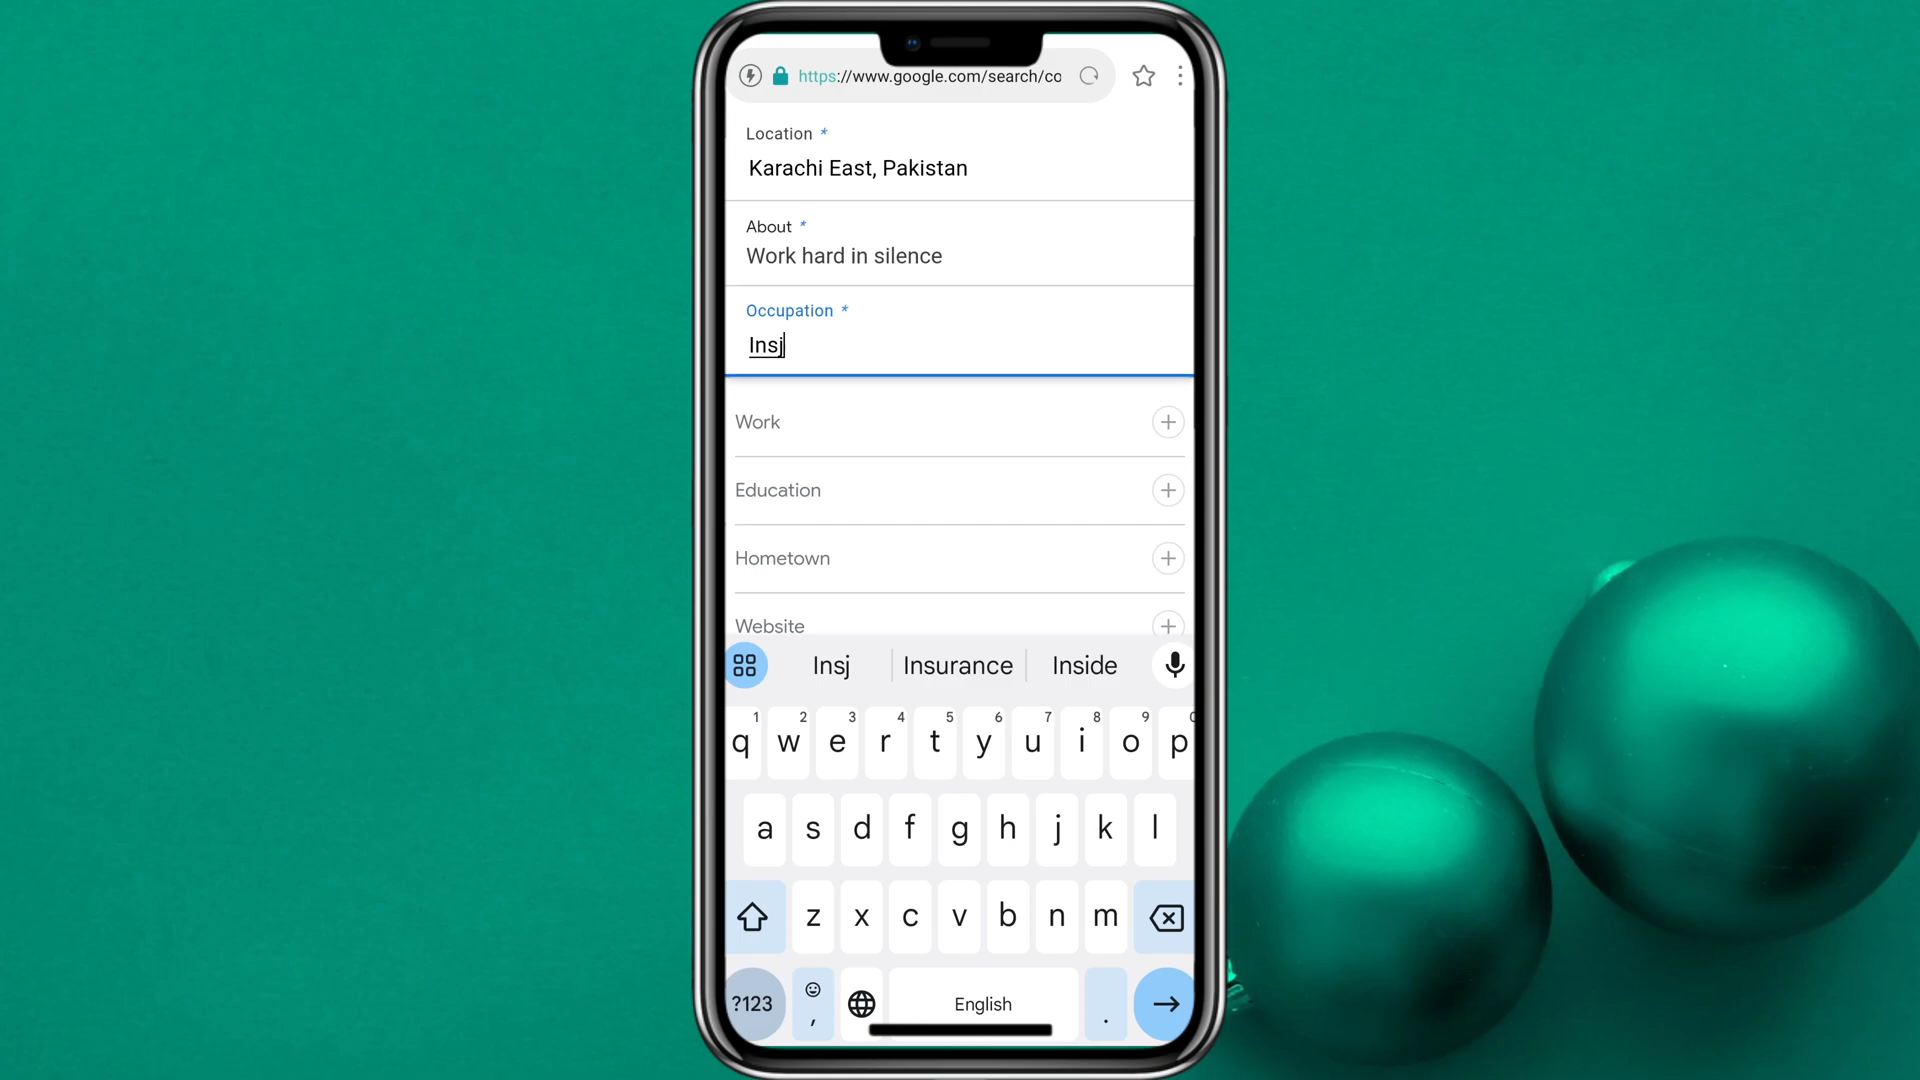 https://www.google.com/search/co
Location *
Karachi East, Pakistan
About *
Work hard in silence
Occupation *
Insj
Work
Education
Hometown
Website
Insj Insurance Inside
1 2 3 4 5 6 7 8 9 0
q w e r t y u i o p
a s d f g h j k l
z x c v b n m
?123 , English .